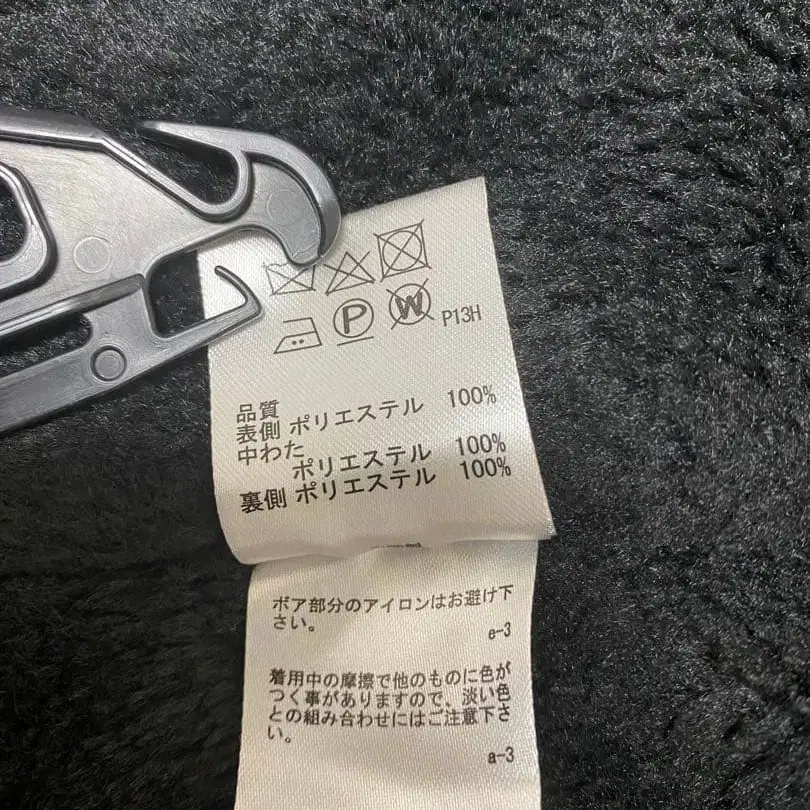 P W P13H
品質
表側 ポリエステル 100%
中わた
ポリエステル 100%
裏側 ポリエステル 100%
ボア部分のアイロンはお避け下
さい。
e-3
着用中の摩擦で他のものに色が
つく事がありますので、淡い色
との組み合わせにはご注意下さ
い。
a-3